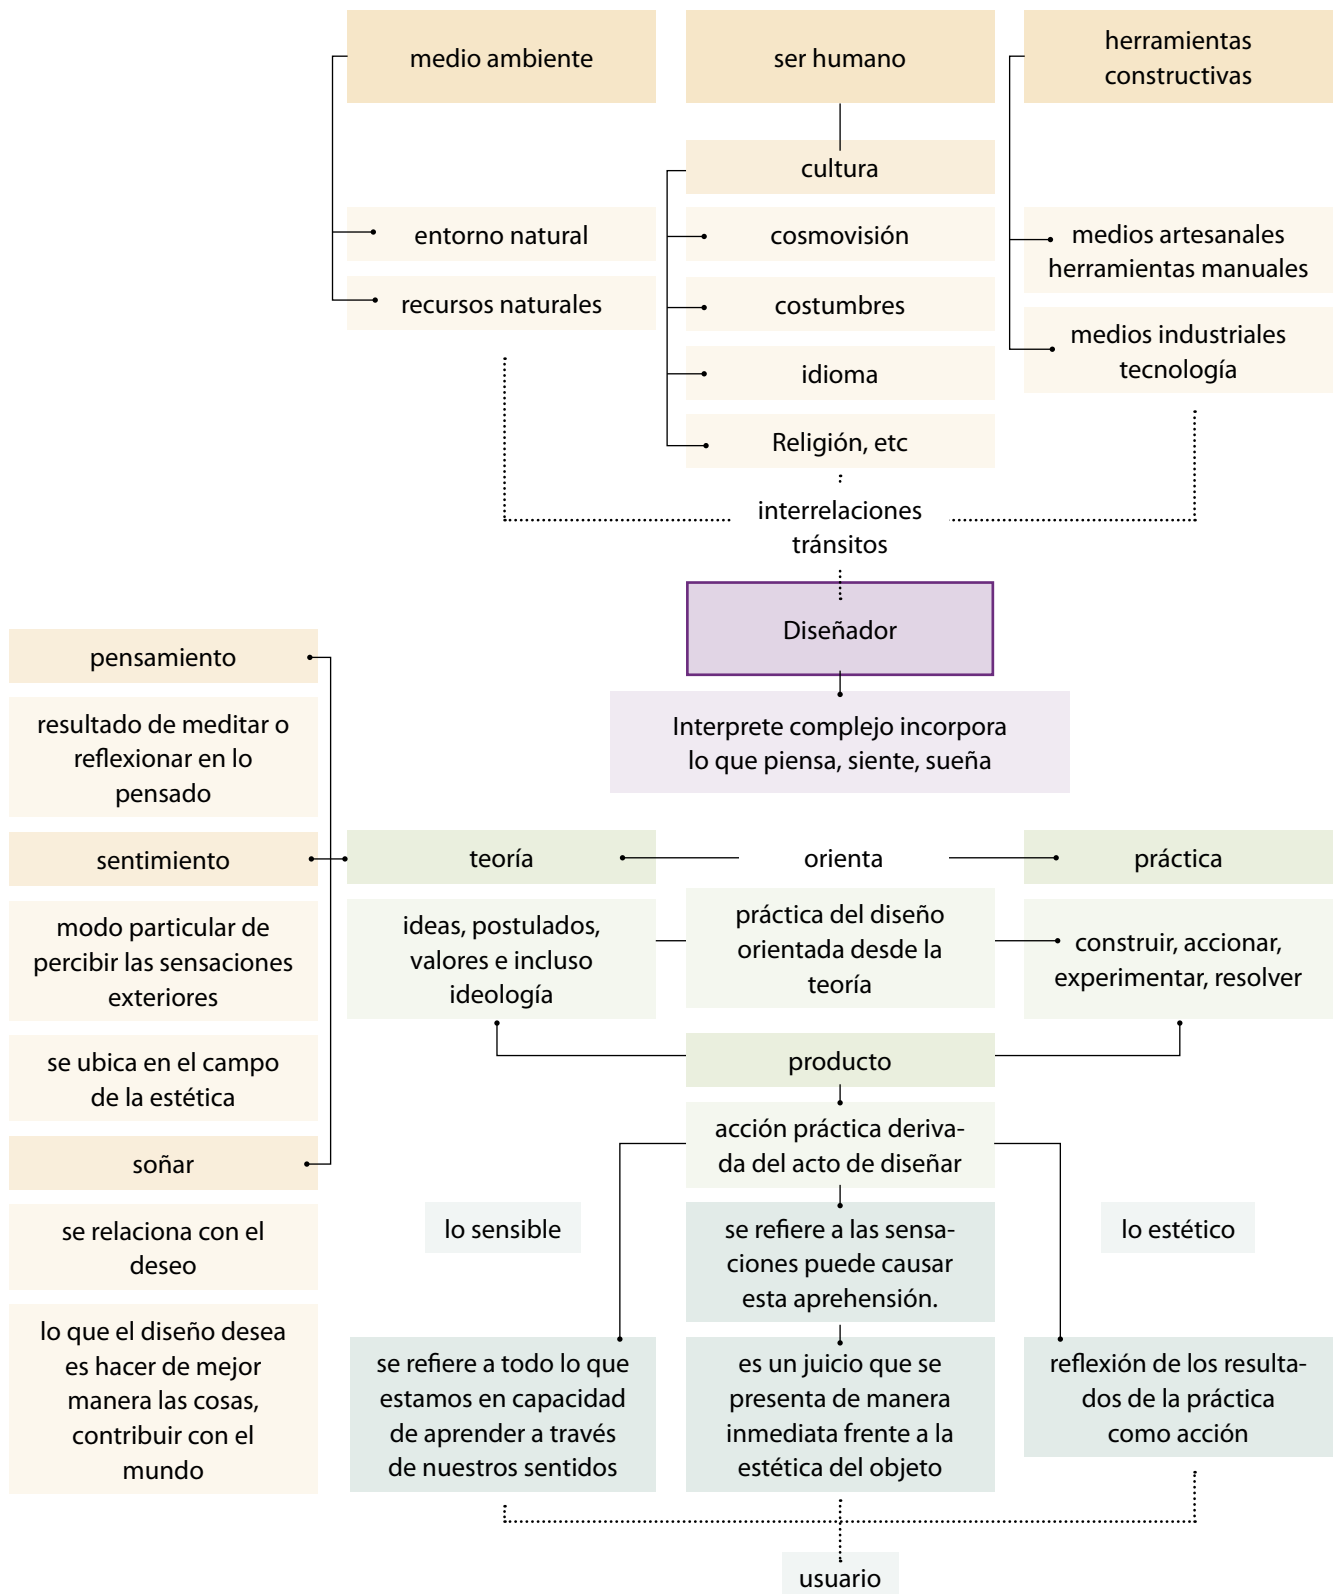 medio ambiente
ser humano
herramientas
constructivas
cultura
entorno natural
cosmovisión
medios artesanales
herramientas manuales
recursos naturales
costumbres
medios industriales
tecnología
idioma
Religión, etc
interrelaciones
tránsitos
Diseñador
Interprete complejo incorpora
lo que piensa, siente, sueña
pensamiento
resultado de meditar o
reflexionar en lo
pensado
sentimiento
modo particular de
percibir las sensaciones
exteriores
se ubica en el campo
de la estética
soñar
se relaciona con el
deseo
lo que el diseño desea
es hacer de mejor
manera las cosas,
contribuir con el
mundo
teoría
orienta
práctica
ideas, postulados,
valores e incluso
ideología
práctica del diseño
orientada desde la
teoría
construir, accionar,
experimentar, resolver
producto
acción práctica deriva-
da del acto de diseñar
lo sensible
se refiere a las sensa-
ciones puede causar
esta aprehensión.
lo estético
se refiere a todo lo que
estamos en capacidad
de aprender a través
de nuestros sentidos
es un juicio que se
presenta de manera
inmediata frente a la
estética del objeto
reflexión de los resulta-
dos de la práctica
como acción
usuario